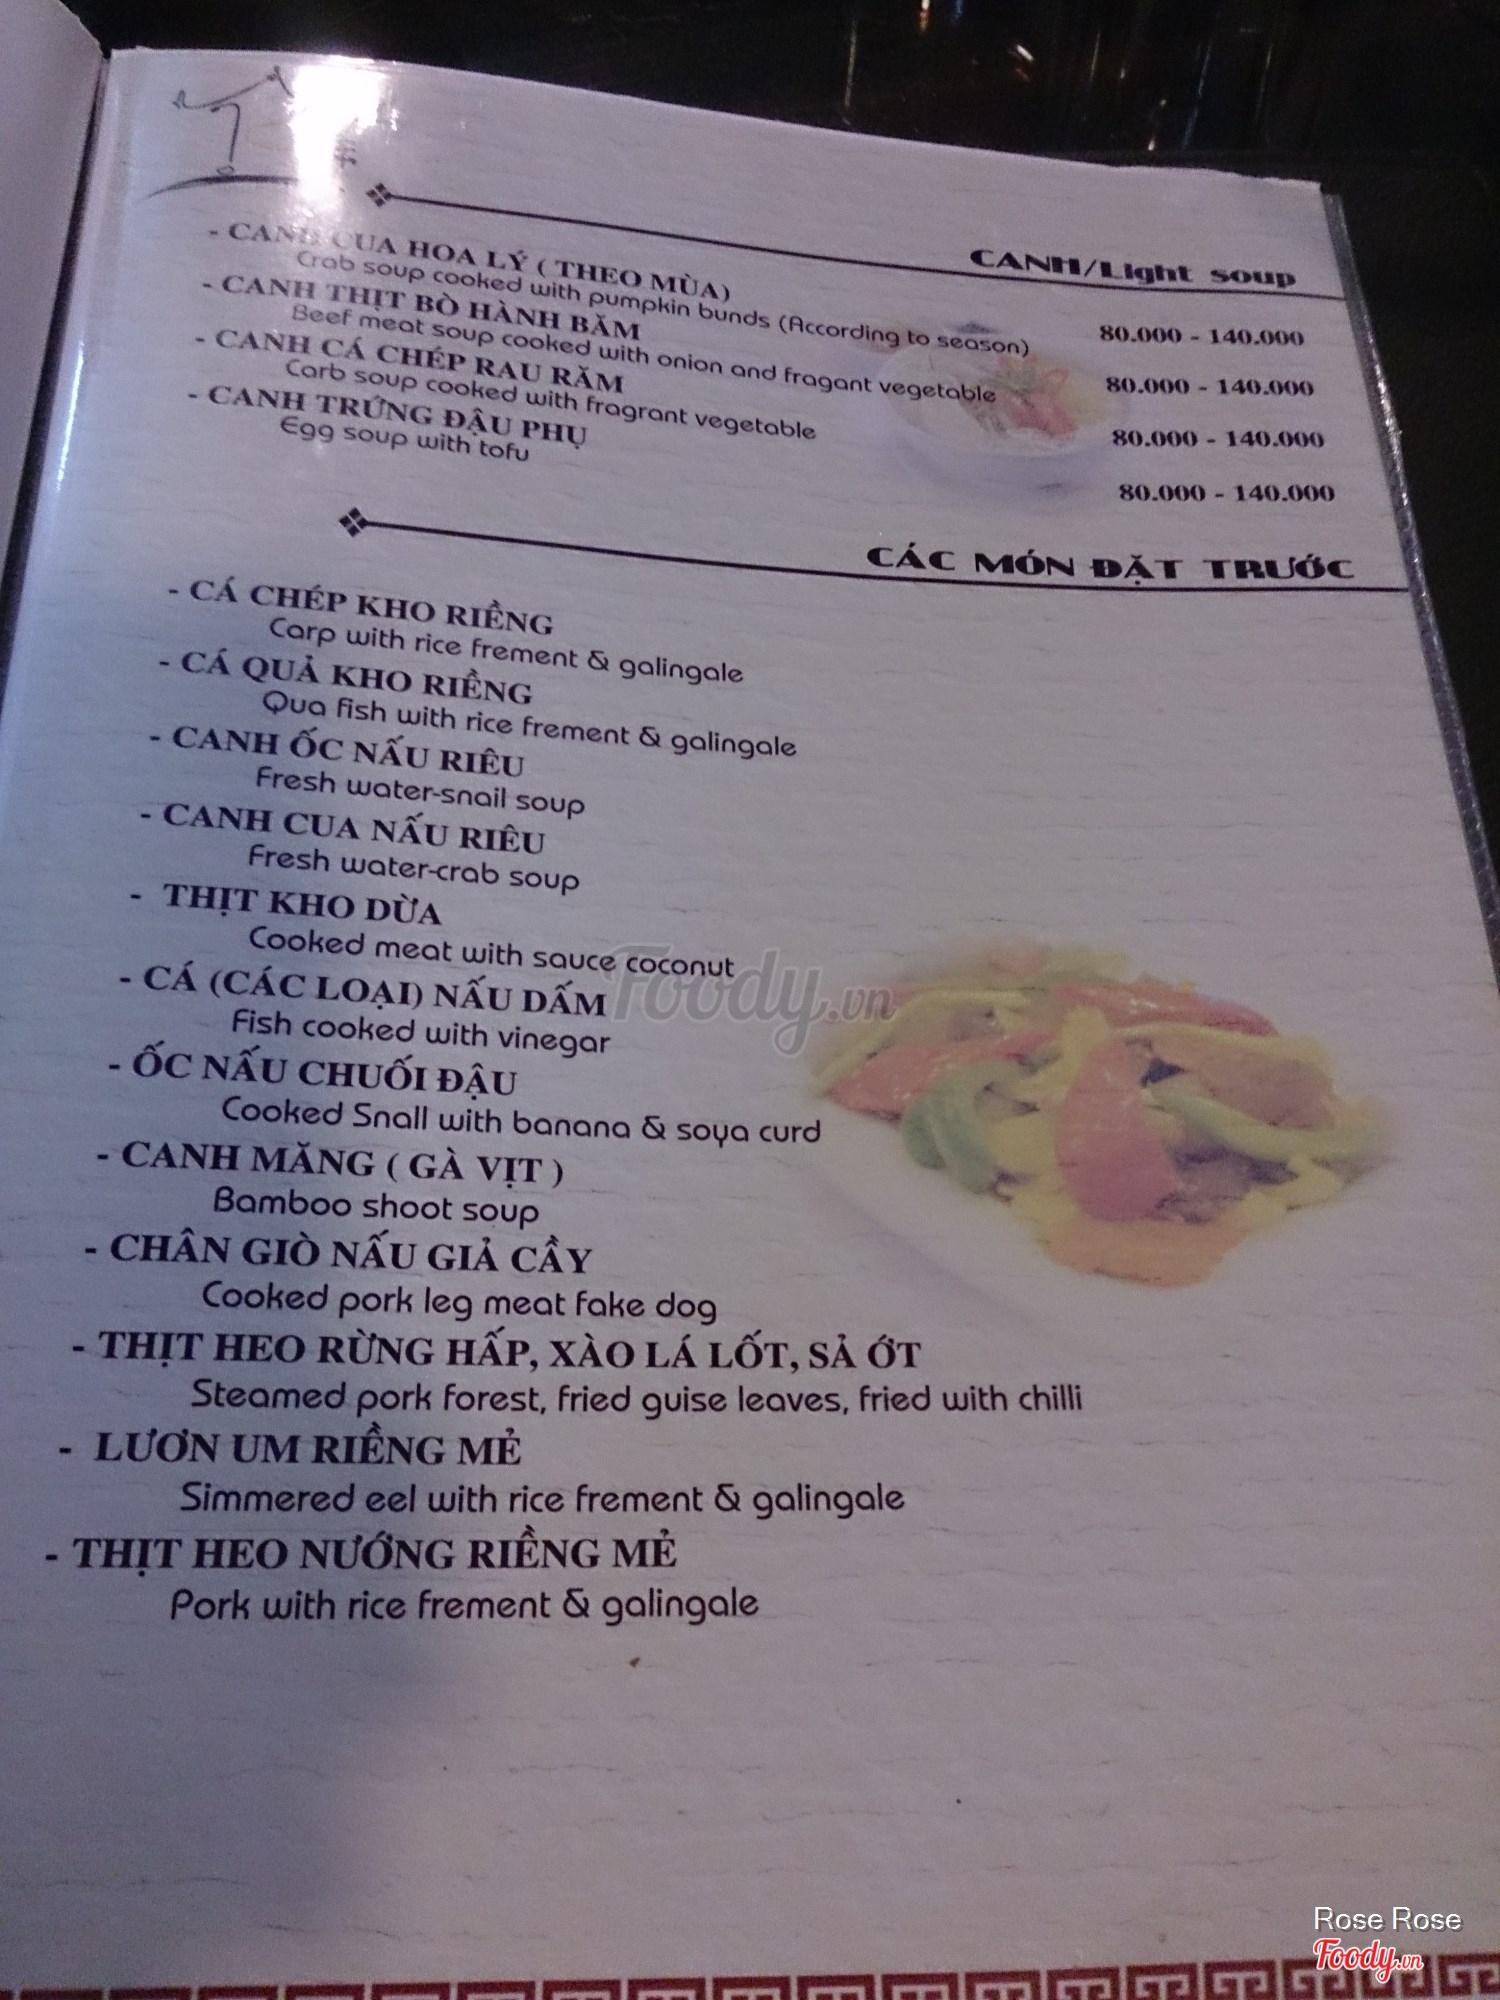 CANH/Light soup
- CANH CUA HOA LÝ ( THEO MÙA)
Crab soup cooked with pumpkin bunds (According to season)
80.000 - 140.000
- CANH THỊT BÒ HÀNH BĂM
Beef meat soup cooked with onion and fragant vegetable
80.000 - 140.000
- CANH CÁ CHÉP RAU RĂM
Carb soup cooked with fragrant vegetable
80.000 - 140.000
- CANH TRỨNG ĐẬU PHỤ
Egg soup with tofu
80.000 - 140.000
CÁC MÓN ĐẶT TRƯỚC
- CÁ CHÉP KHO RIỀNG
Carp with rice frement & galingale
- CÁ QUẢ KHO RIỀNG
Qua fish with rice frement & galingale
- CANH ỐC NẤU RIÊU
Fresh water-snail soup
- CANH CUA NẤU RIÊU
Fresh water-crab soup
- THỊT KHO DỪA
Cooked meat with sauce coconut
- CÁ (CÁC LOẠI) NẤU DẤM
Fish cooked with vinegar
- ỐC NẤU CHUỐI ĐẬU
Cooked Snall with banana & soya curd
- CANH MĂNG ( GÀ VỊT )
Bamboo shoot soup
- CHÂN GIÒ NẤU GIẢ CẦY
Cooked pork leg meat fake dog
- THỊT HEO RỪNG HẤP, XÀO LÁ LỐT, SẢ ỚT
Steamed pork forest, fried guise leaves, fried with chilli
- LƯƠN UM RIỀNG MẺ
Simmered eel with rice frement & galingale
- THỊT HEO NƯỚNG RIỀNG MẺ
Pork with rice frement & galingale
Foody.vn
Rose Rose
Foody.vn